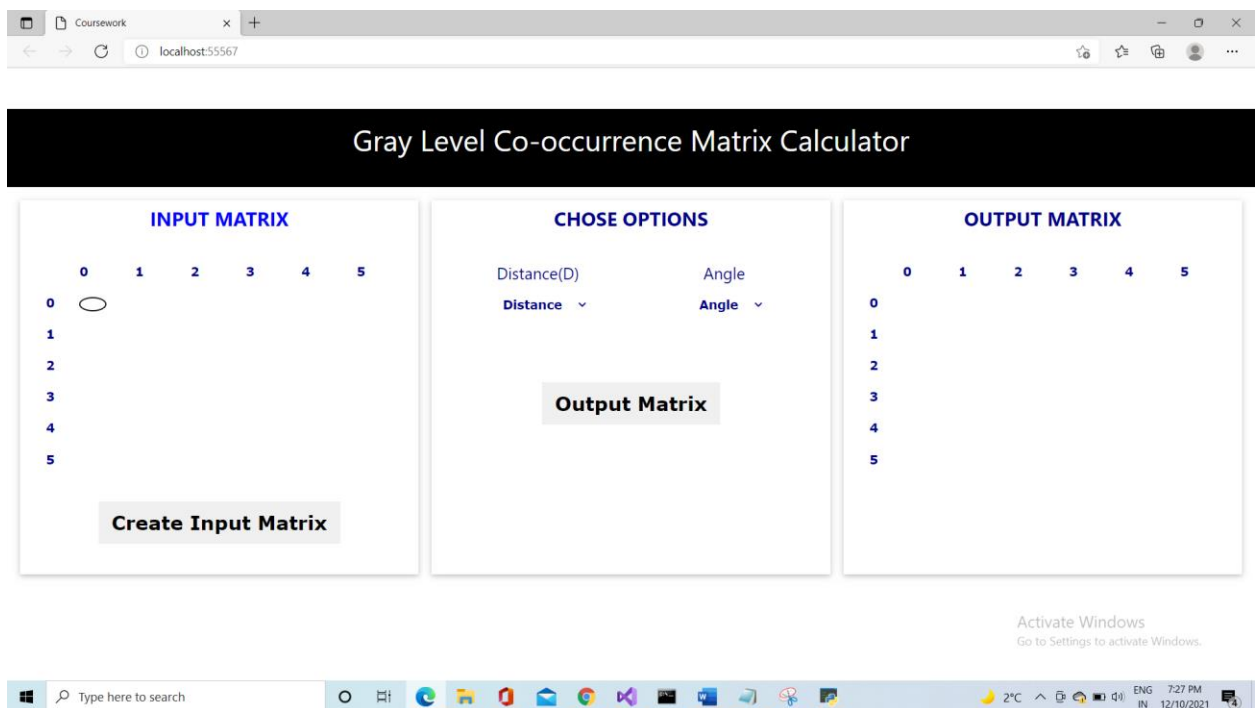 Coursework
localhost:55567
Gray Level Co-occurrence Matrix Calculator
INPUT MATRIX
0 1 2 3 4 5
0
1
2
3
4
5
Create Input Matrix
CHOSE OPTIONS
Distance(D) Angle
Distance Angle
Output Matrix
OUTPUT MATRIX
0 1 2 3 4 5
0
1
2
3
4
5
Activate Windows
Go to Settings to activate Windows.
Type here to search
2°C
ENG
IN
7:27 PM
12/10/2021
4